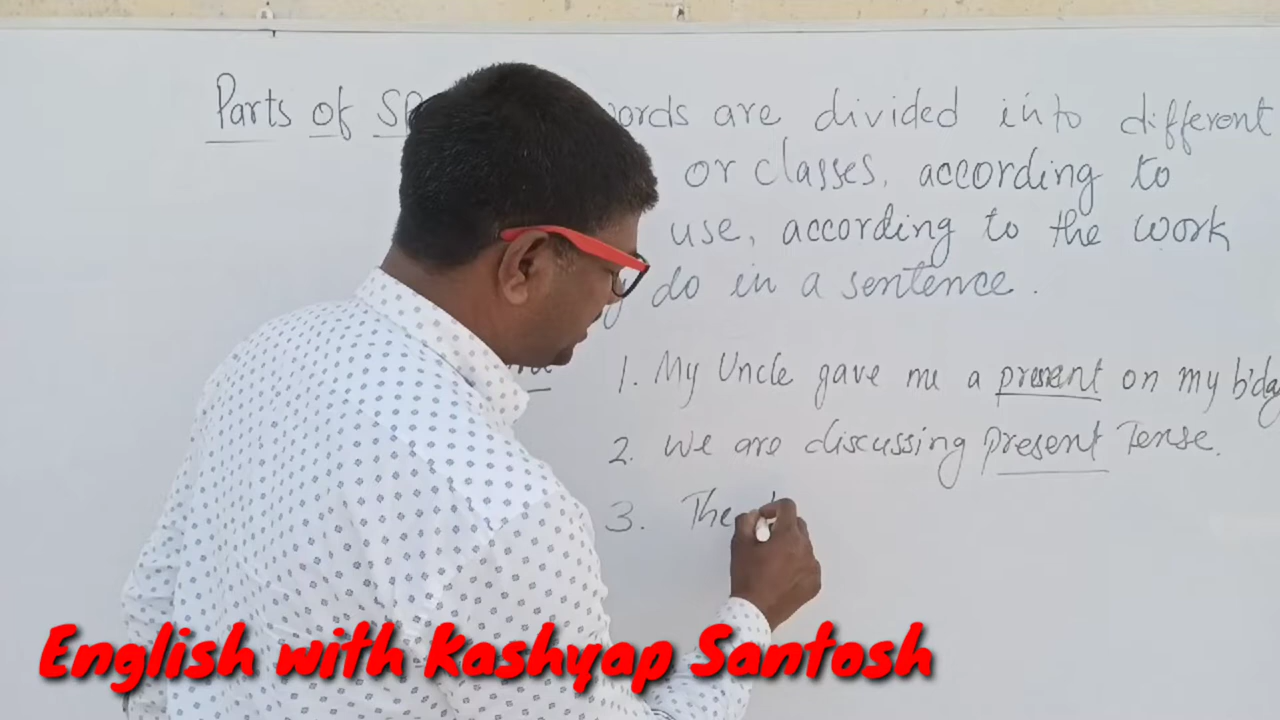 Parts of words are divided into different
or classes, according to
use, according to the work
do in a sentence.
1. My Uncle gave me a present on my b'day
2. We are discussing present Tense.
3. The
English with Kashyap Santosh